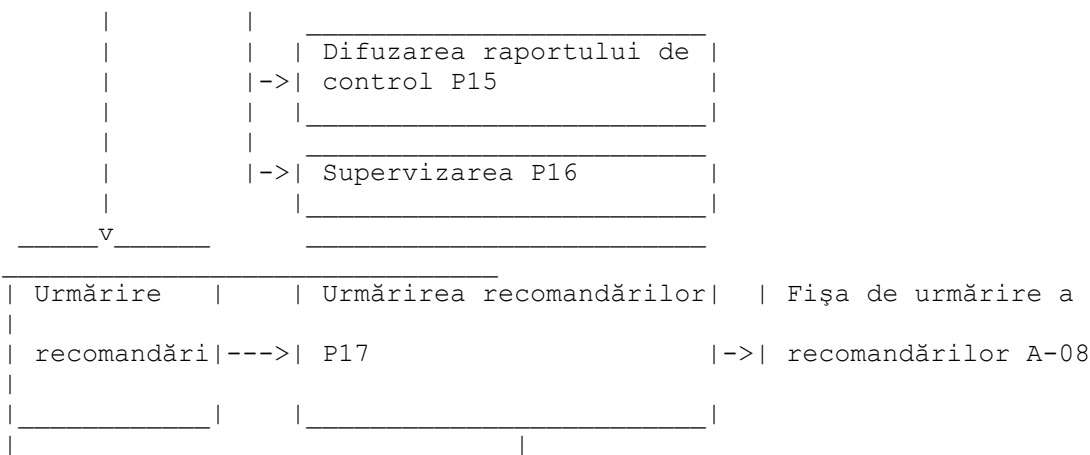 Difuzarea raportului de
control P15
Supervizarea P16
v
Urmărire Urmărirea recomandărilor Fişa de urmărire a
recomandări P17 recomandărilor A-08